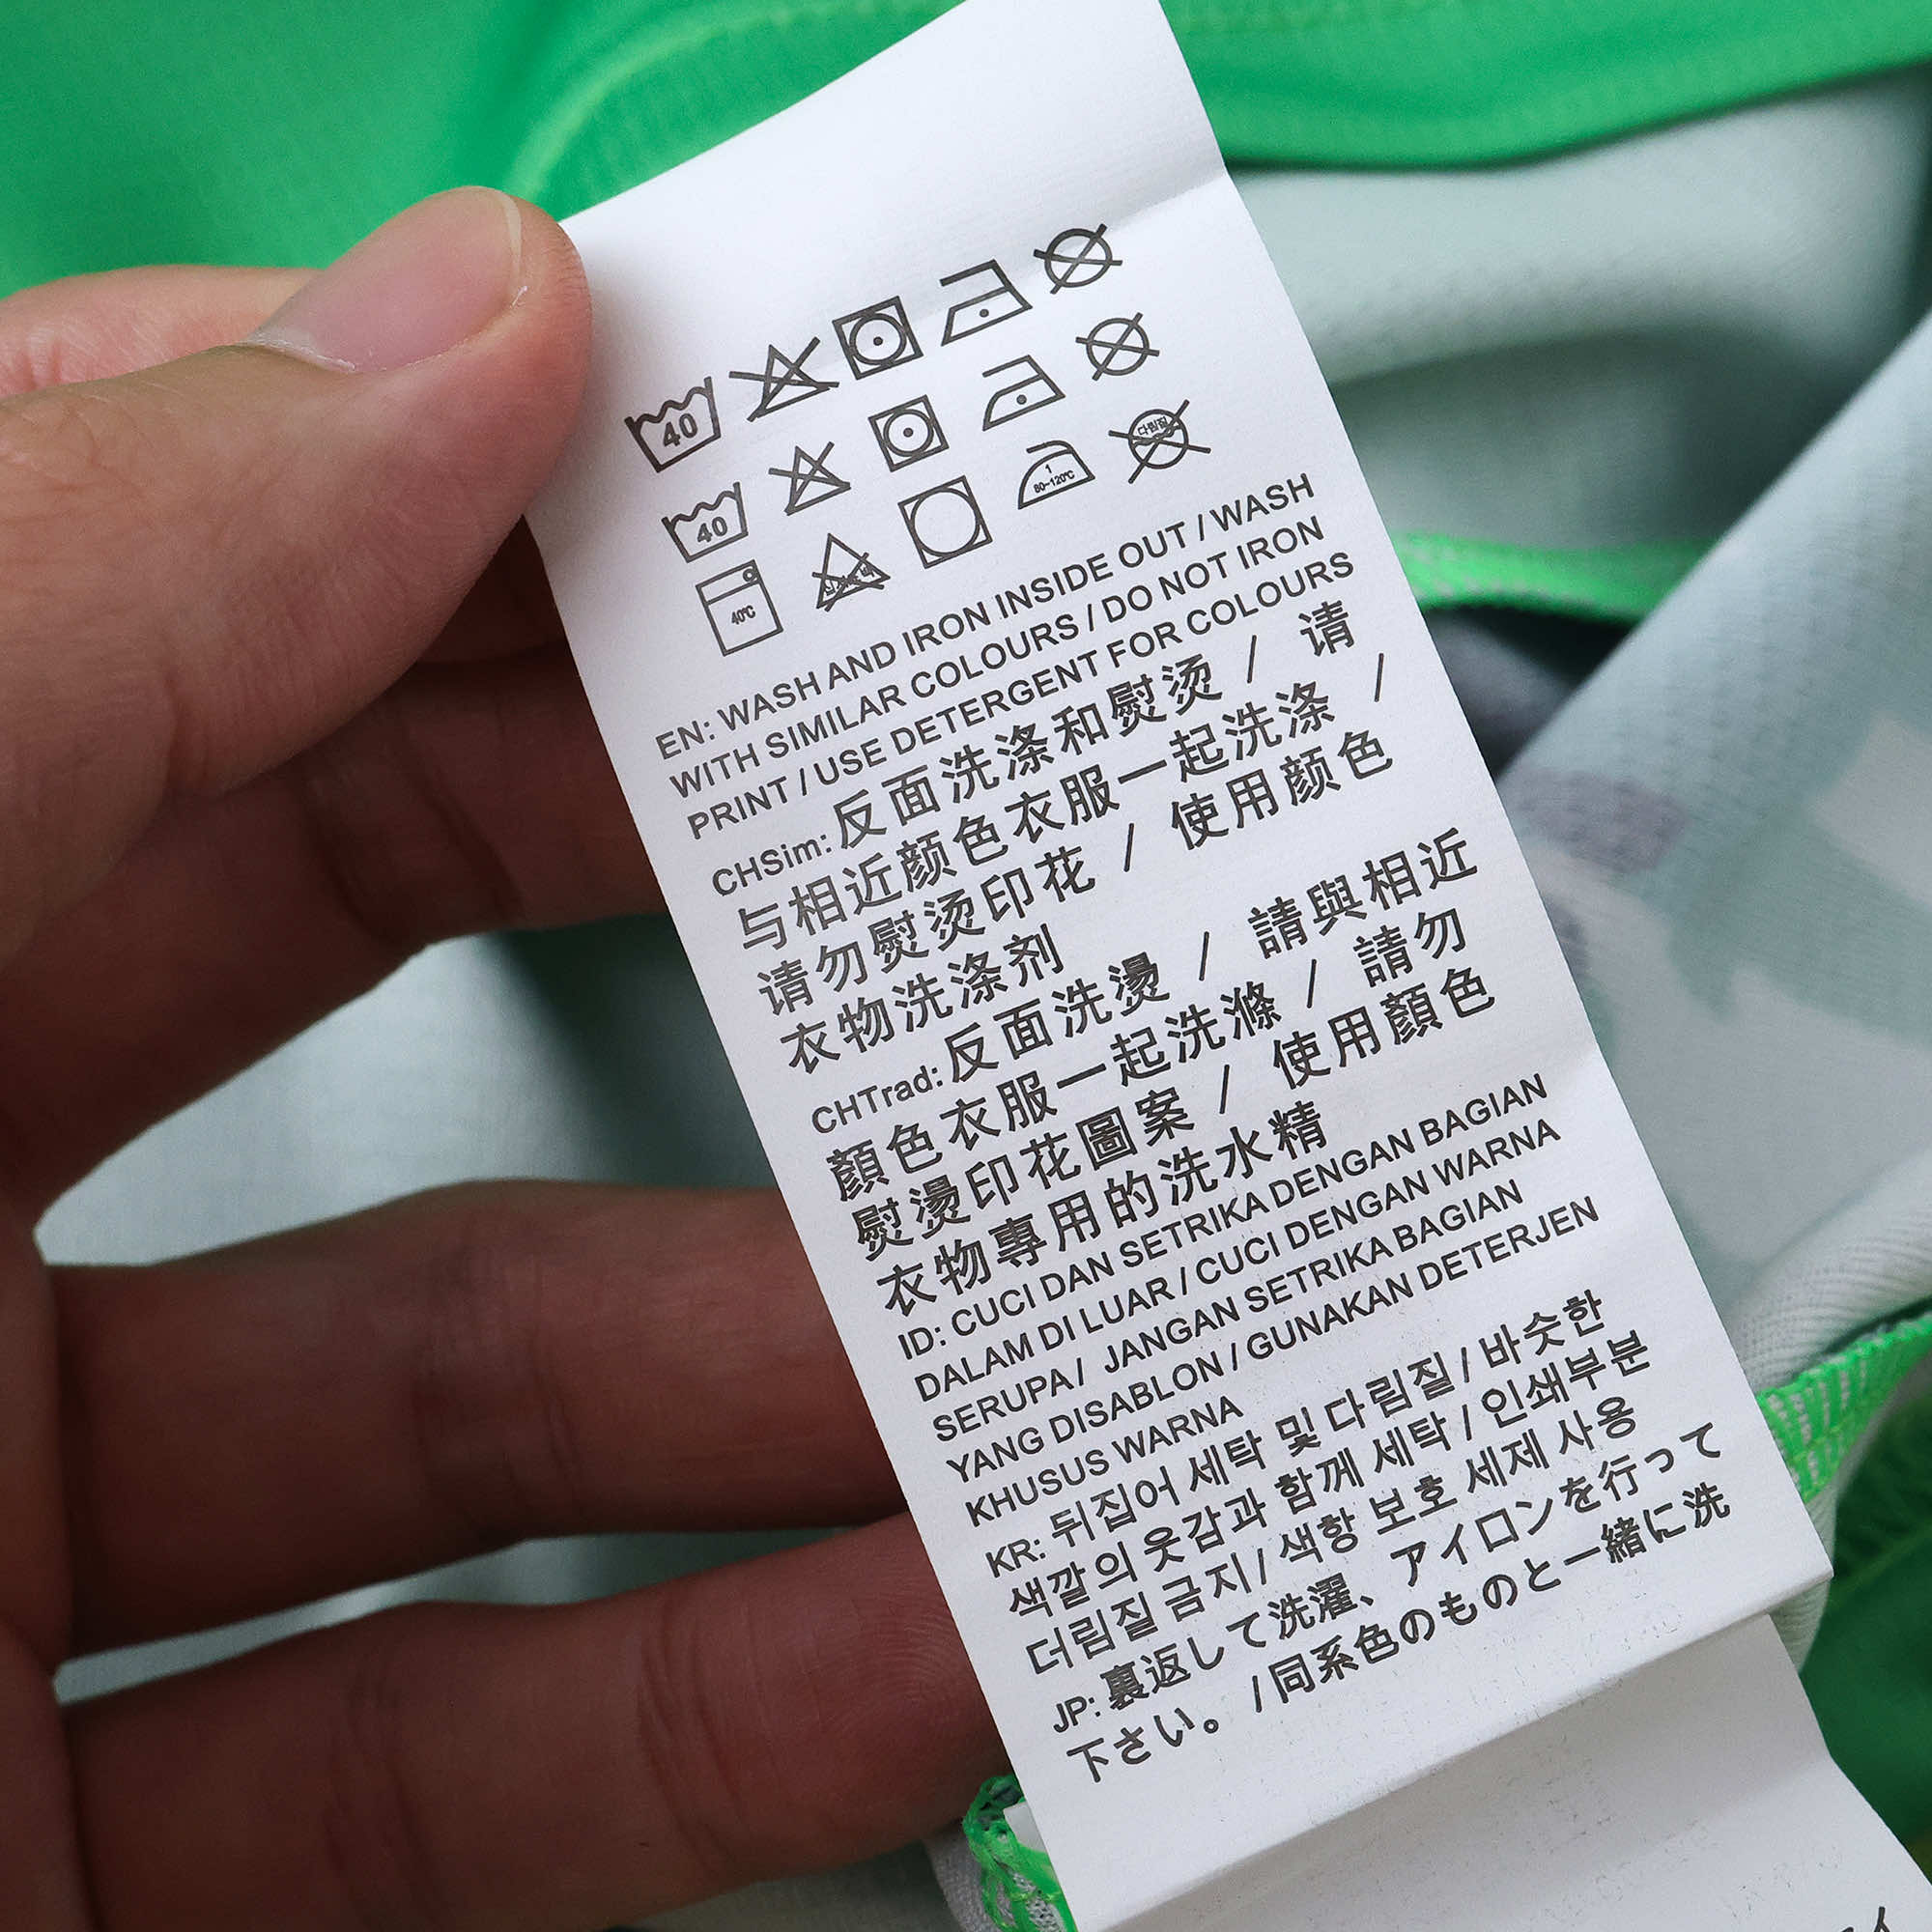 40
40
다림질
1
60~120℃
40℃
EN: WASH AND IRON INSIDE OUT / WASH
WITH SIMILAR COLOURS / DO NOT IRON
PRINT / USE DETERGENT FOR COLOURS
CHSim: 反面洗涤和熨烫 / 请
与相近颜色衣服一起洗涤 /
请勿熨烫印花 / 使用颜色
衣物洗涤剂
CHTrad: 反面洗燙 / 請與相近
顏色衣服一起洗滌 / 請勿
熨燙印花圖案 / 使用顏色
衣物專用的洗水精
ID: CUCI DAN SETRIKA DENGAN BAGIAN
DALAM DI LUAR / CUCI DENGAN WARNA
SERUPA / JANGAN SETRIKA BAGIAN
YANG DISABLON / GUNAKAN DETERJEN
KHUSUS WARNA
KR: 뒤집어 세탁 및 다림질 / 바슷한
색깔의 옷감과 함께 세탁 / 인쇄부분
더림질 금지 / 색항 보호 세제 사용
JP: 裏返して洗濯、アイロンを行って
下さい。 / 同系色のものと一緒に洗